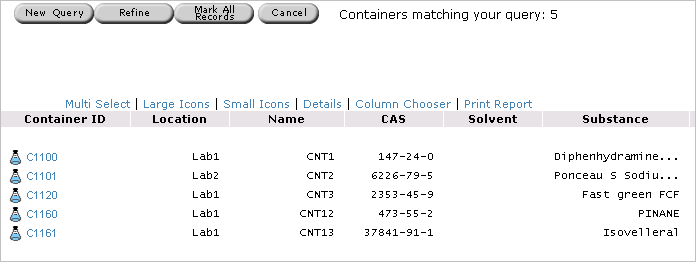 New Query Refine Mark All Records Cancel Containers matching your query: 5
Multi Select | Large Icons | Small Icons | Details | Column Chooser | Print Report
Container ID Location Name CAS Solvent Substance
C1100 Lab1 CNT1 147-24-0 Diphenhydramine...
C1101 Lab2 CNT2 6226-79-5 Ponceau S Sodiu...
C1120 Lab1 CNT3 2353-45-9 Fast green FCF
C1160 Lab1 CNT12 473-55-2 PINANE
C1161 Lab1 CNT13 37841-91-1 Isovelleral